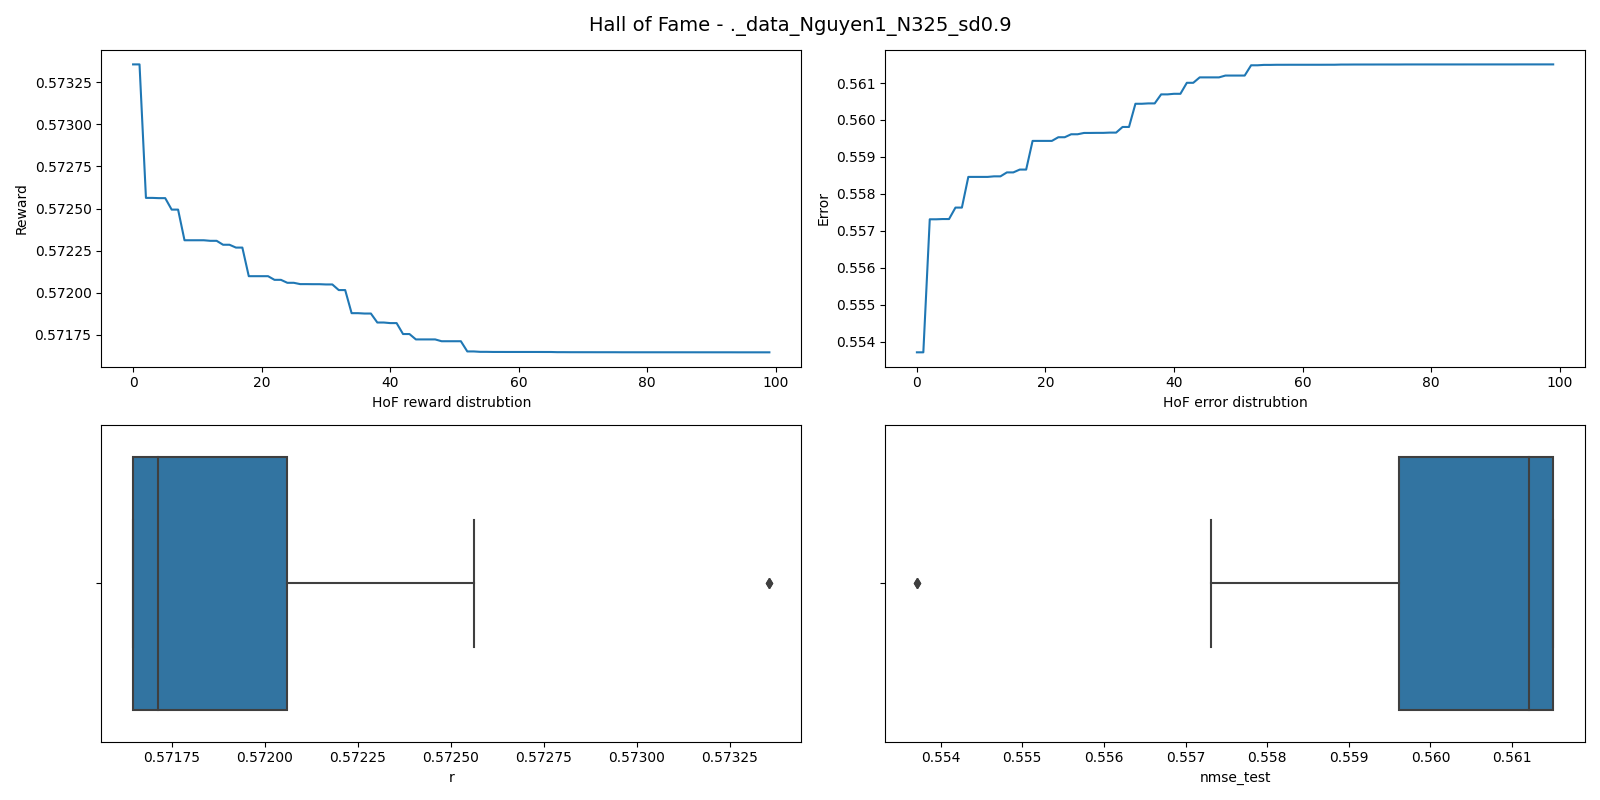 Hall of Fame - ._data_Nguyen1_N325_sd0.9
0.57325
0.57300
0.57275
0.57250
0.57225
0.57200
0.57175
Reward
0 20 40 60 80 100
HoF reward distrubtion
0.561
0.560
0.559
0.558
0.557
0.556
0.555
0.554
Error
0 20 40 60 80 100
HoF error distrubtion
0.57175 0.57200 0.57225 0.57250 0.57275 0.57300 0.57325
r
0.554 0.555 0.556 0.557 0.558 0.559 0.560 0.561
nmse_test